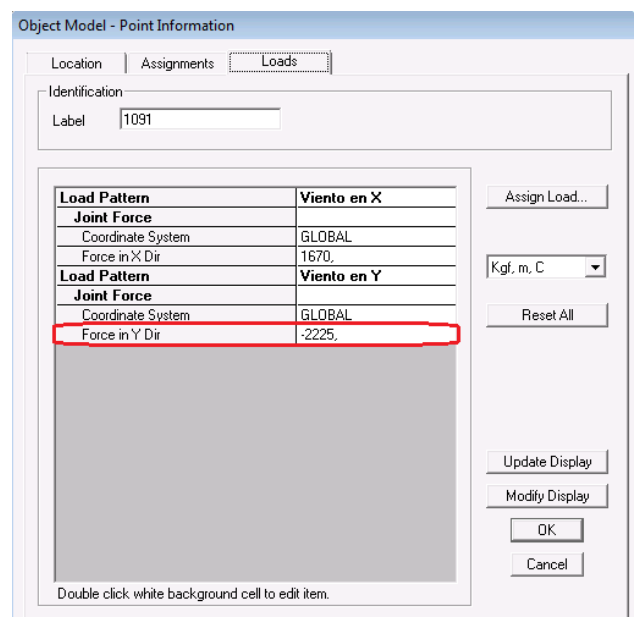 Object Model - Point Information
Location Assignments Loads
Identification
Label 1091
Load Pattern Viento en X
Joint Force
Coordinate System GLOBAL
Force in X Dir 1670,
Load Pattern Viento en Y
Joint Force
Coordinate System GLOBAL
Force in Y Dir -2225,
Double click white background cell to edit item.
Assign Load...
Kgf, m, C
Reset All
Update Display
Modify Display
OK
Cancel